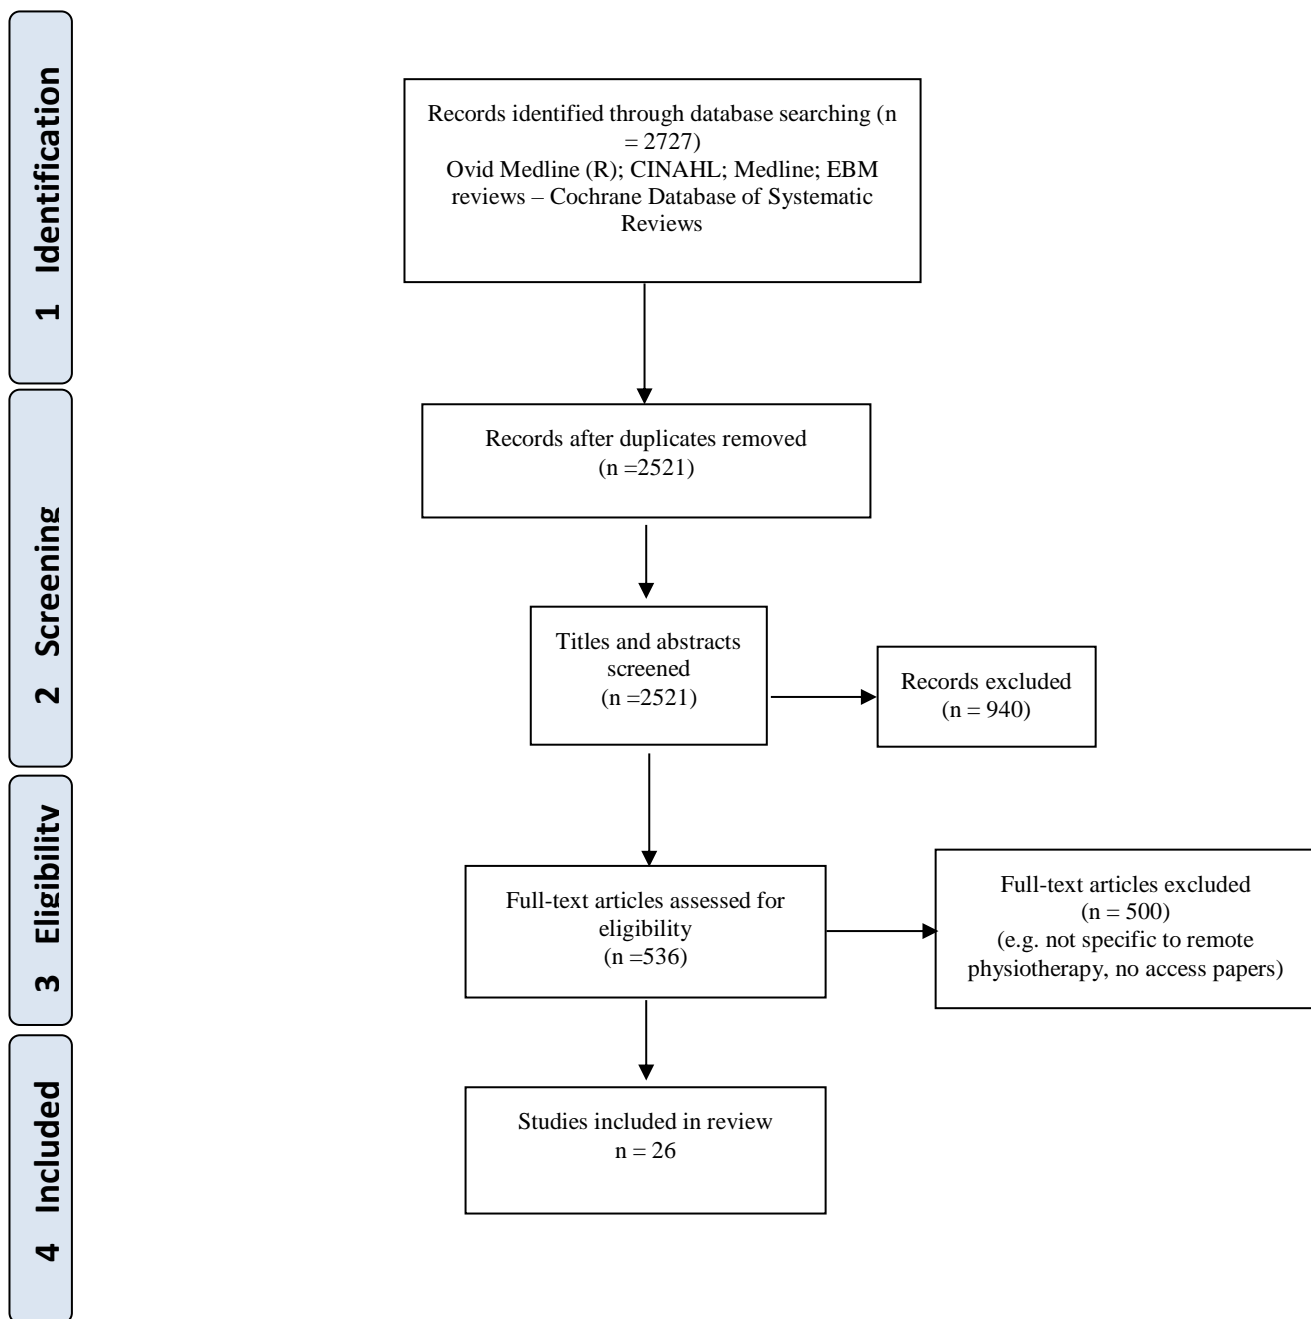 1 Identification
Records identified through database searching (n
= 2727)
Ovid Medline (R); CINAHL; Medline; EBM
reviews – Cochrane Database of Systematic
Reviews
2 Screening
Records after duplicates removed
(n =2521)
Titles and abstracts
screened
(n =2521)
Records excluded
(n = 940)
3 Eligibility
Full-text articles assessed for
eligibility
(n =536)
Full-text articles excluded
(n = 500)
(e.g. not specific to remote
physiotherapy, no access papers)
4 Included
Studies included in review
n = 26